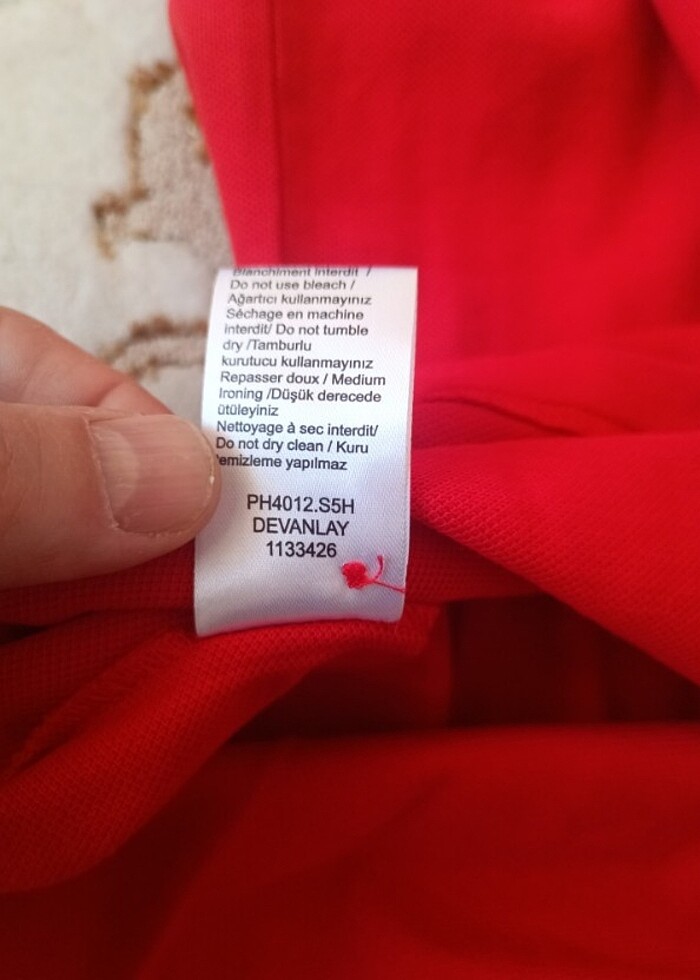 Blanchiment interdit /
Do not use bleach /
Ağartıcı kullanmayınız
Séchage en machine
interdit/ Do not tumble
dry /Tamburlu
kurutucu kullanmayınız
Repasser doux / Medium
Ironing /Düşük derecede
ütüleyiniz
Nettoyage à sec interdit/
Do not dry clean / Kuru
temizleme yapılmaz
PH4012.S5H
DEVANLAY
1133426